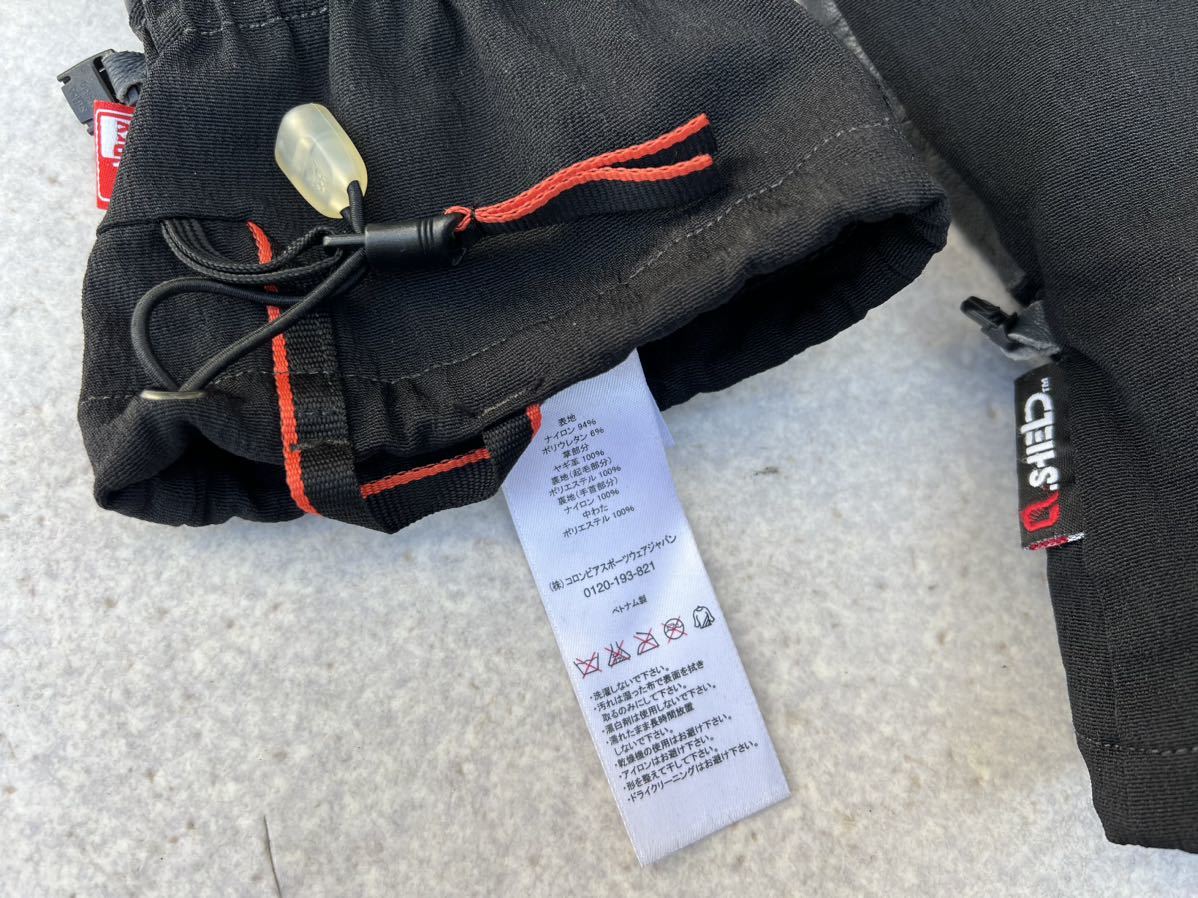 表地
ナイロン 94%
ポリウレタン 6%
掌部分
ヤギ革 100%
裏地(起毛部分)
ポリエステル 100%
裏地(手首部分)
ナイロン 100%
中わた
ポリエステル 100%
(株)コロンビアスポーツウェアジャパン
0120-193-821
ベトナム製
・洗濯しないで下さい。
・汚れは湿った布で表面を拭き
取るのみにして下さい。
・漂白剤は使用しないで下さい。
・濡れたまま長時間放置
しないで下さい。
・乾燥機の使用はお避け下さい。
・アイロンはお避け下さい。
・形を整えて干して下さい。
・ドライクリーニングはお避け下さい。
Q.SHIELD™